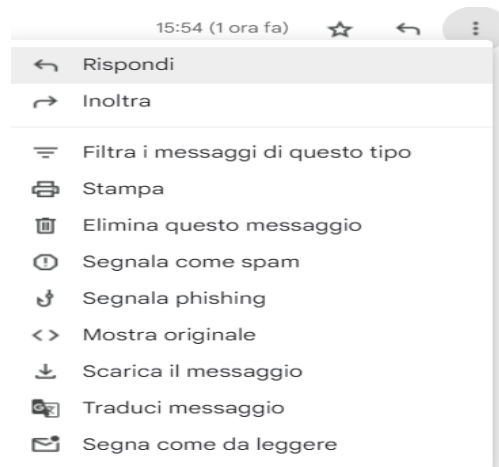 15:54 (1 ora fa)
Rispondi
Inoltra
Filtra i messaggi di questo tipo
Stampa
Elimina questo messaggio
Segnala come spam
Segnala phishing
Mostra originale
Scarica il messaggio
Traduci messaggio
Segna come da leggere